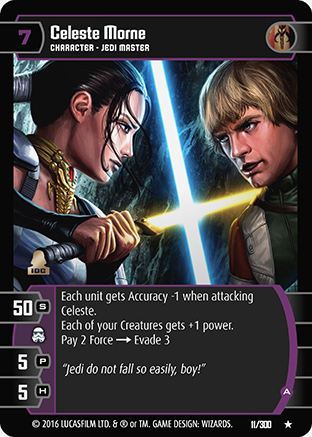 7
Celeste Morne
CHARACTER - JEDI MASTER
IDC
50 S
Each unit gets Accuracy -1 when attacking
Celeste.
Each of your Creatures gets +1 power.
Pay 2 Force → Evade 3
5 P
"Jedi do not fall so easily, boy!"
5 H
A
© 2016 LUCASFILM LTD. & ® or TM. GAME DESIGN: WIZARDS.
11/300 ★